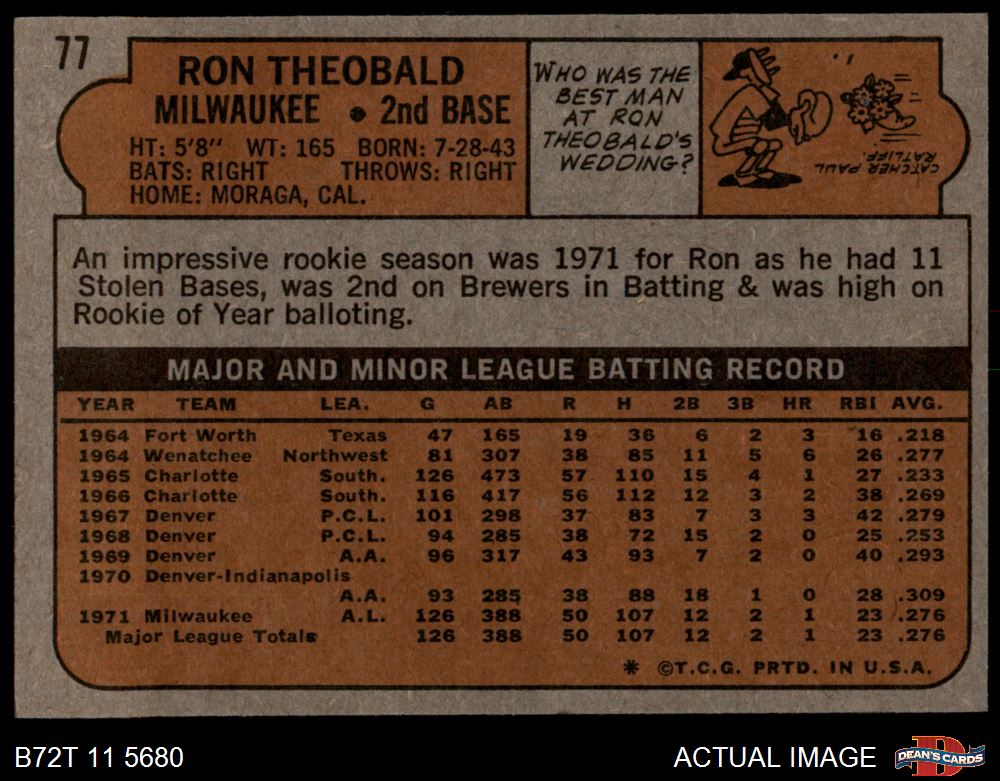 77
RON THEOBALD
MILWAUKEE • 2nd BASE
HT: 5'8" WT: 165 BORN: 7-28-43
BATS: RIGHT THROWS: RIGHT
HOME: MORAGA, CAL.
WHO WAS THE
BEST MAN
AT RON
THEOBALD'S
WEDDING?
CATCHER PAUL
RATLIFF.
An impressive rookie season was 1971 for Ron as he had 11
Stolen Bases, was 2nd on Brewers in Batting & was high on
Rookie of Year balloting.
MAJOR AND MINOR LEAGUE BATTING RECORD
YEAR TEAM LEA. G AB R H 2B 3B HR RBI AVG.
1964 Fort Worth Texas 47 165 19 36 6 2 3 16 .218
1964 Wenatchee Northwest 81 307 38 85 11 5 6 26 .277
1965 Charlotte South. 126 473 57 110 15 4 1 27 .233
1966 Charlotte South. 116 417 56 112 12 3 2 38 .269
1967 Denver P.C.L. 101 298 37 83 7 3 3 42 .279
1968 Denver P.C.L. 94 285 38 72 15 2 0 25 .253
1969 Denver A.A. 96 317 43 93 7 2 0 40 .293
1970 Denver-Indianapolis
A.A. 93 285 38 88 18 1 0 28 .309
1971 Milwaukee A.L. 126 388 50 107 12 2 1 23 .276
Major League Totals 126 388 50 107 12 2 1 23 .276
* ©T.C.G. PRTD. IN U.S.A.
B72T 11 5680
ACTUAL IMAGE
D
DEAN'S CARDS